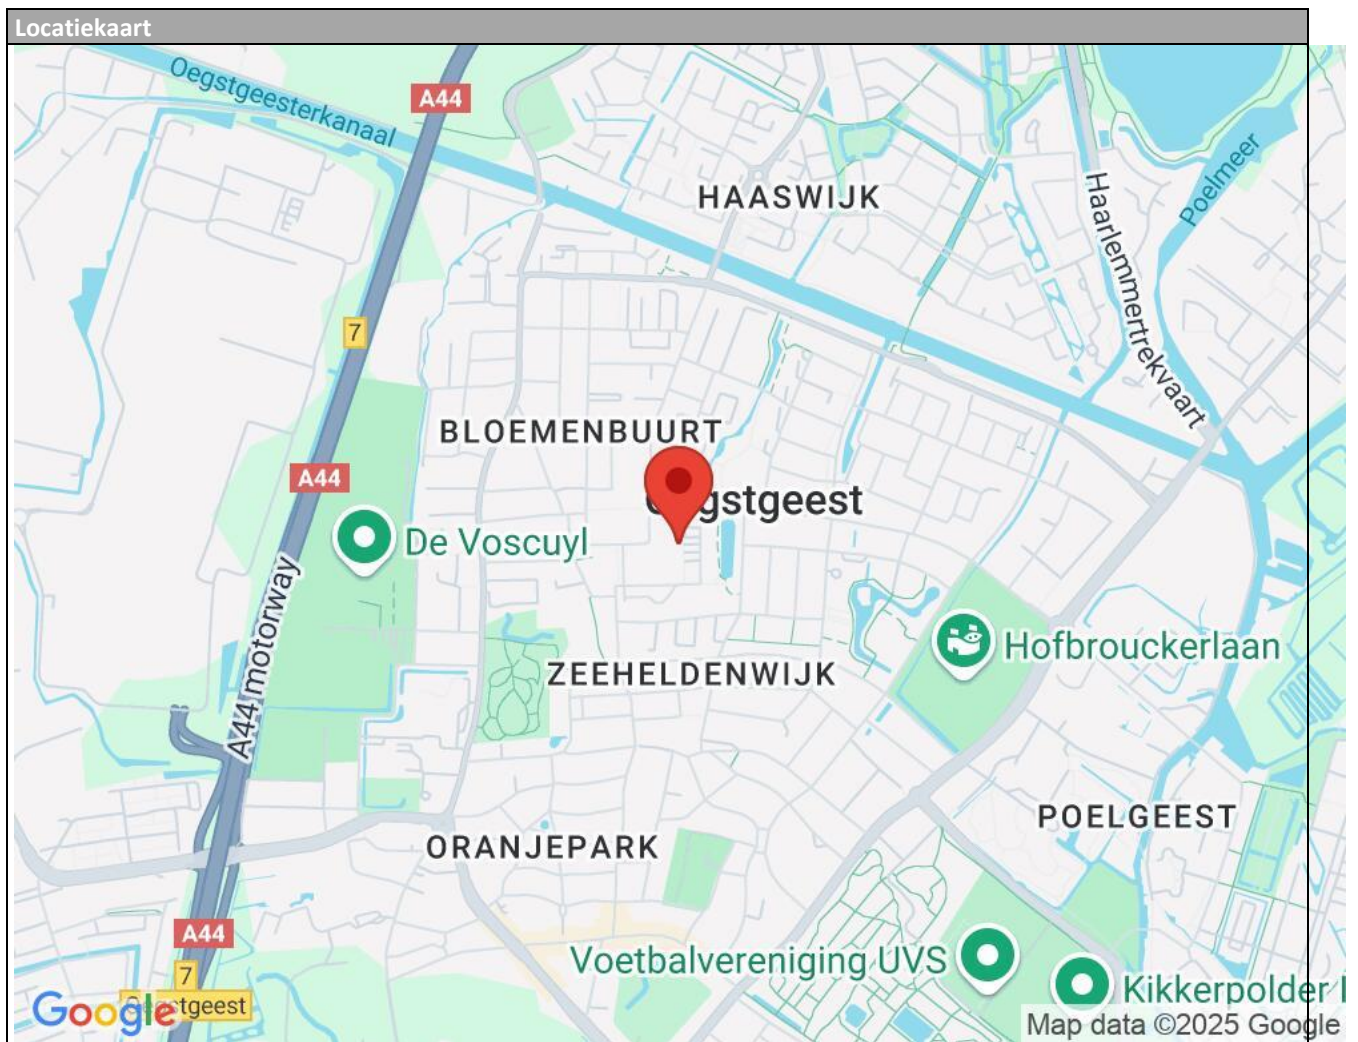 Locatiekaart
Oegstgeesterkanaal
A44
HAASWIJK
Poelmeer
Haarlemmertrekvaart
7
BLOEMENBUURT
A44
gstgeest
De Voscuyl
A44 motorway
Hofbrouckerlaan
ZEEHELDENWIJK
POELGEEST
ORANJEPARK
A44
Voetbalvereniging UVS
7
Kikkerpolder I
Google
stgeest
Map data ©2025 Google